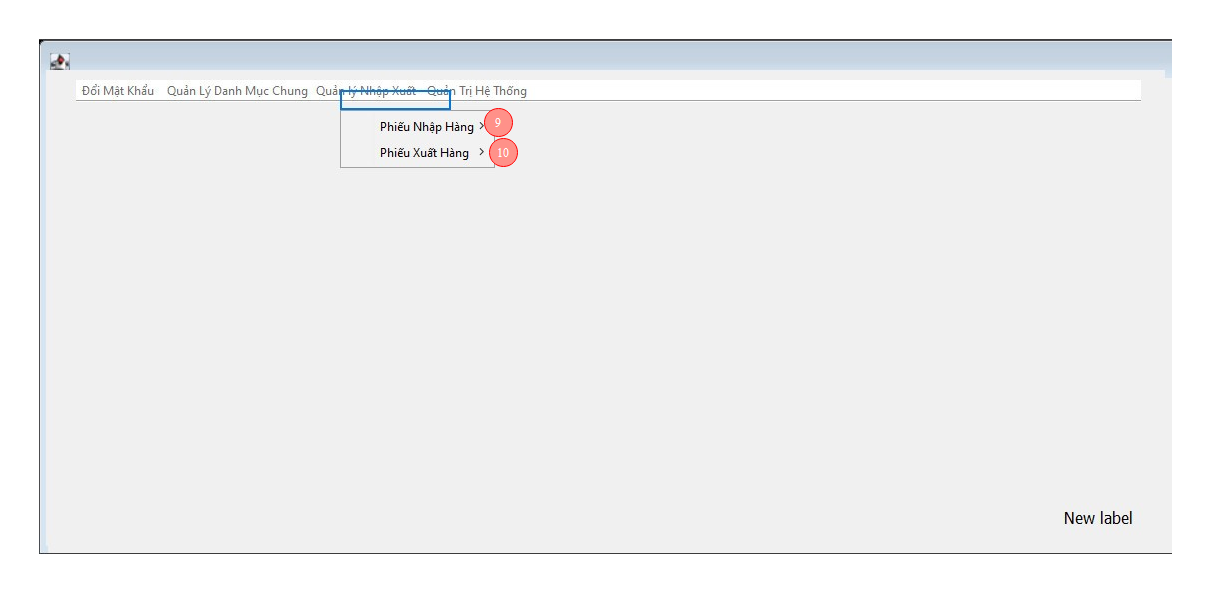 Đổi Mật Khẩu Quản Lý Danh Mục Chung Quản lý Nhập Xuất Quản Trị Hệ Thống
Phiếu Nhập Hàng > 9
Phiếu Xuất Hàng > 10
New label